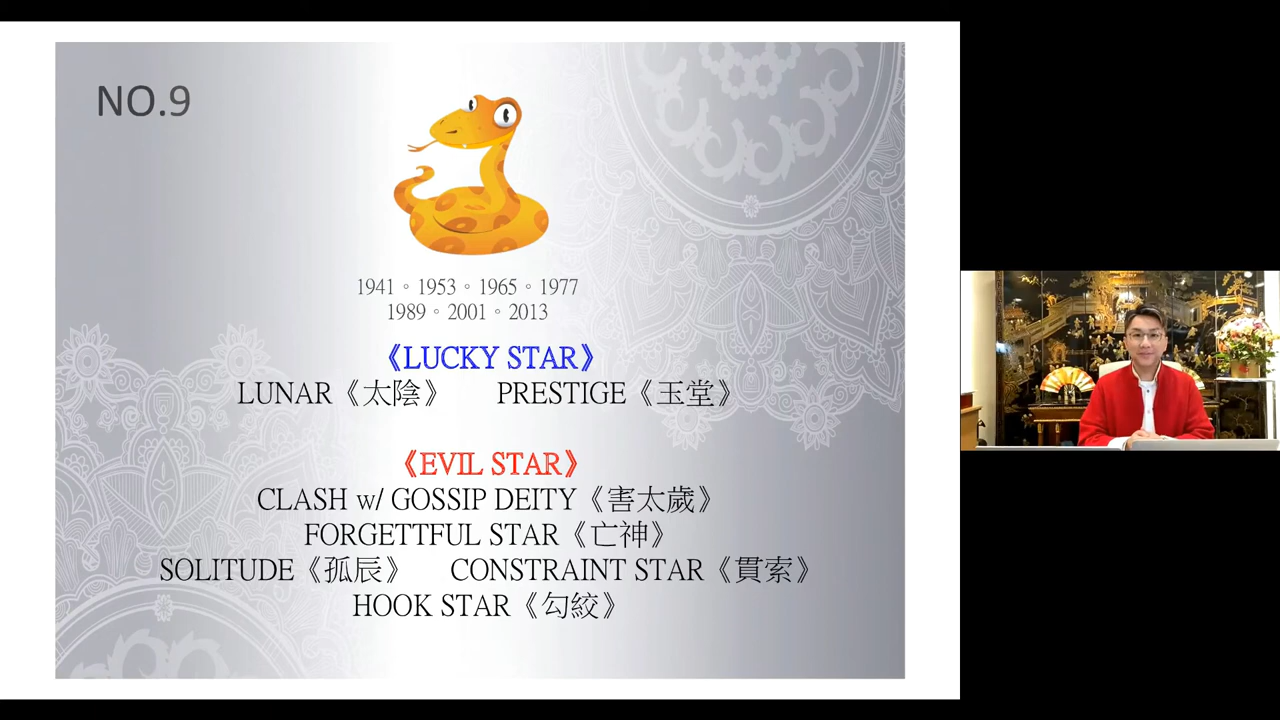 NO.9
1941。1953。1965。1977
1989。2001。2013
《LUCKY STAR》
LUNAR《太陰》 PRESTIGE《玉堂》
《EVIL STAR》
CLASH w/ GOSSIP DEITY《害太歲》
FORGETTFUL STAR《亡神》
SOLITUDE《孤辰》 CONSTRAINT STAR《貫索》
HOOK STAR《勾絞》